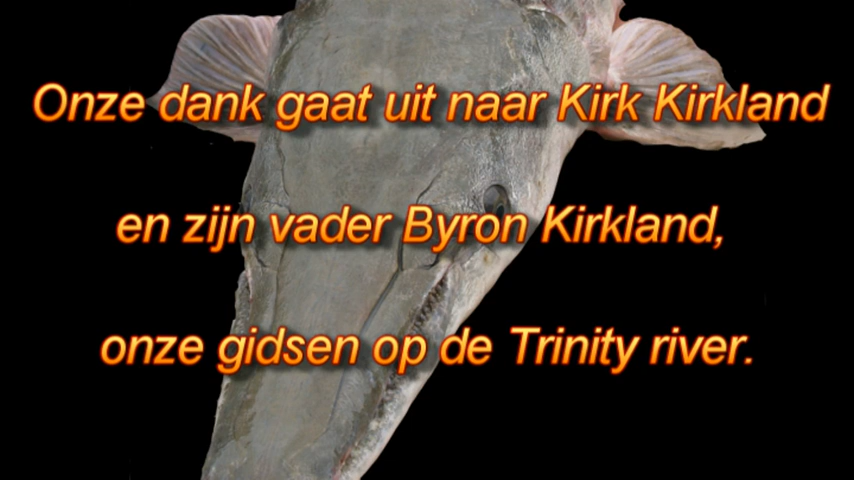 Onze dank gaat uit naar Kirk Kirkland
en zijn vader Byron Kirkland,
onze gidsen op de Trinity river.